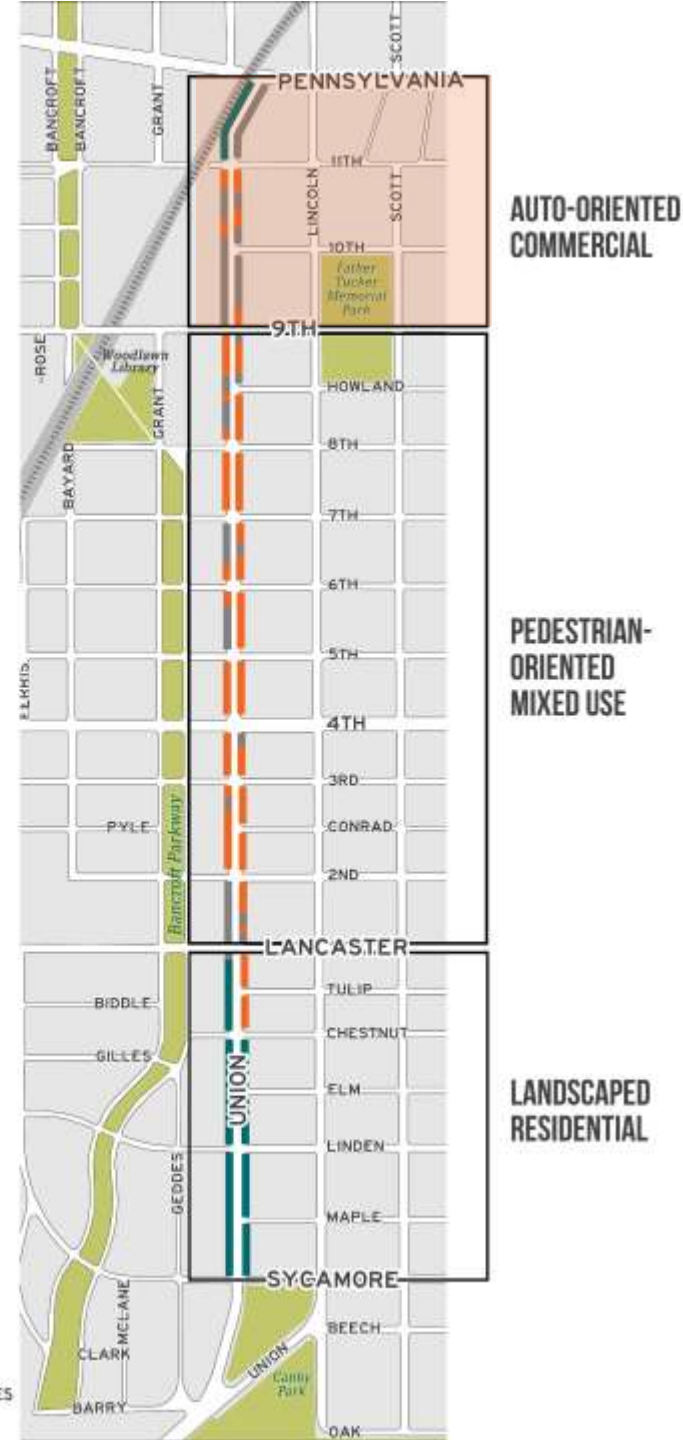 SCOTT
BANCROFT
BANCROFT
GRANT
PENNSYLVANIA
11TH
LINCOLN
SCOTT
AUTO-ORIENTED
COMMERCIAL
10TH
Father
Tucker
Memorial
Park
9TH
ROSE
Woodlawn
Library
GRANT
HOWLAND
8TH
BAYARD
7TH
6TH
5TH
PEDESTRIAN-
ORIENTED
MIXED USE
4TH
3RD
PYLE
Bancroft Parkway
CONRAD
2ND
LANCASTER
TULIP
BIDDLE
CHESTNUT
GILLES
UNION
ELM
LANDSCAPED
RESIDENTIAL
LINDEN
GEDDES
MAPLE
SYCAMORE
MCLANE
BEECH
CLARK
UNION
Canby
Park
ES
BARRY
OAK